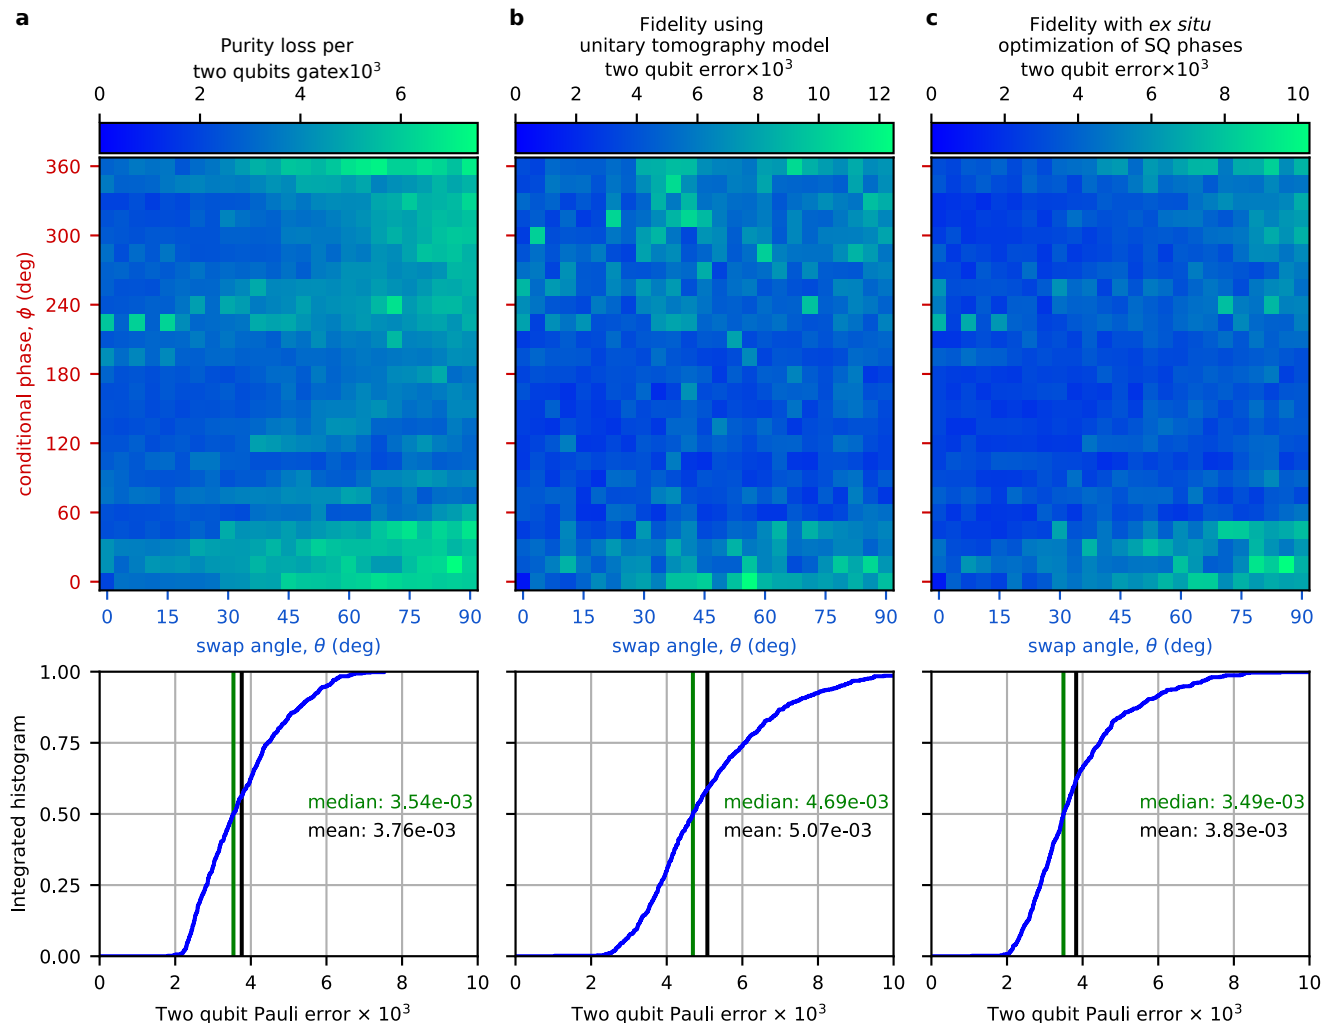 a
Purity loss per
two qubits gatex10³
0 2 4 6
b
Fidelity using
unitary tomography model
two qubit error×10³
0 2 4 6 8 10 12
c
Fidelity with ex situ
optimization of SQ phases
two qubit error×10³
0 2 4 6 8 10
conditional phase, ϕ (deg)
360
300
240
180
120
60
0
0 15 30 45 60 75 90
swap angle, θ (deg)
0 15 30 45 60 75 90
swap angle, θ (deg)
0 15 30 45 60 75 90
swap angle, θ (deg)
Integrated histogram
1.00
0.75
0.50
0.25
0.00
median: 3.54e-03
mean: 3.76e-03
0 2 4 6 8 10
Two qubit Pauli error × 10³
median: 4.69e-03
mean: 5.07e-03
0 2 4 6 8 10
Two qubit Pauli error × 10³
median: 3.49e-03
mean: 3.83e-03
0 2 4 6 8 10
Two qubit Pauli error × 10³